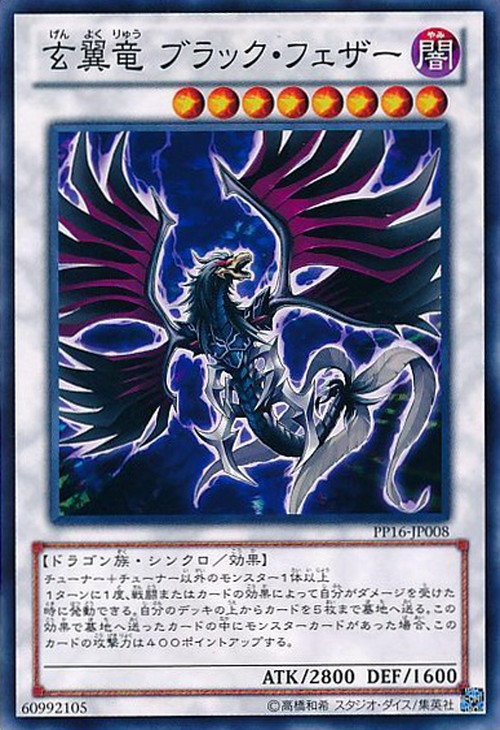 げん よく りゅう
玄翼竜 ブラック・フェザー
やみ
闇
PP16-JP008
【ドラゴン族・シンクロ/効果】
チューナー+チューナー以外のモンスター1体以上
1ターンに1度、戦闘またはカードの効果によって自分がダメージを受けた
時に発動できる。自分のデッキの上からカードを5枚まで墓地へ送る。この
効果で墓地へ送ったカードの中にモンスターカードがあった場合、この
カードの攻撃力は400ポイントアップする。
ATK/2800 DEF/1600
60992105
©高橋和希 スタジオ・ダイス/集英社